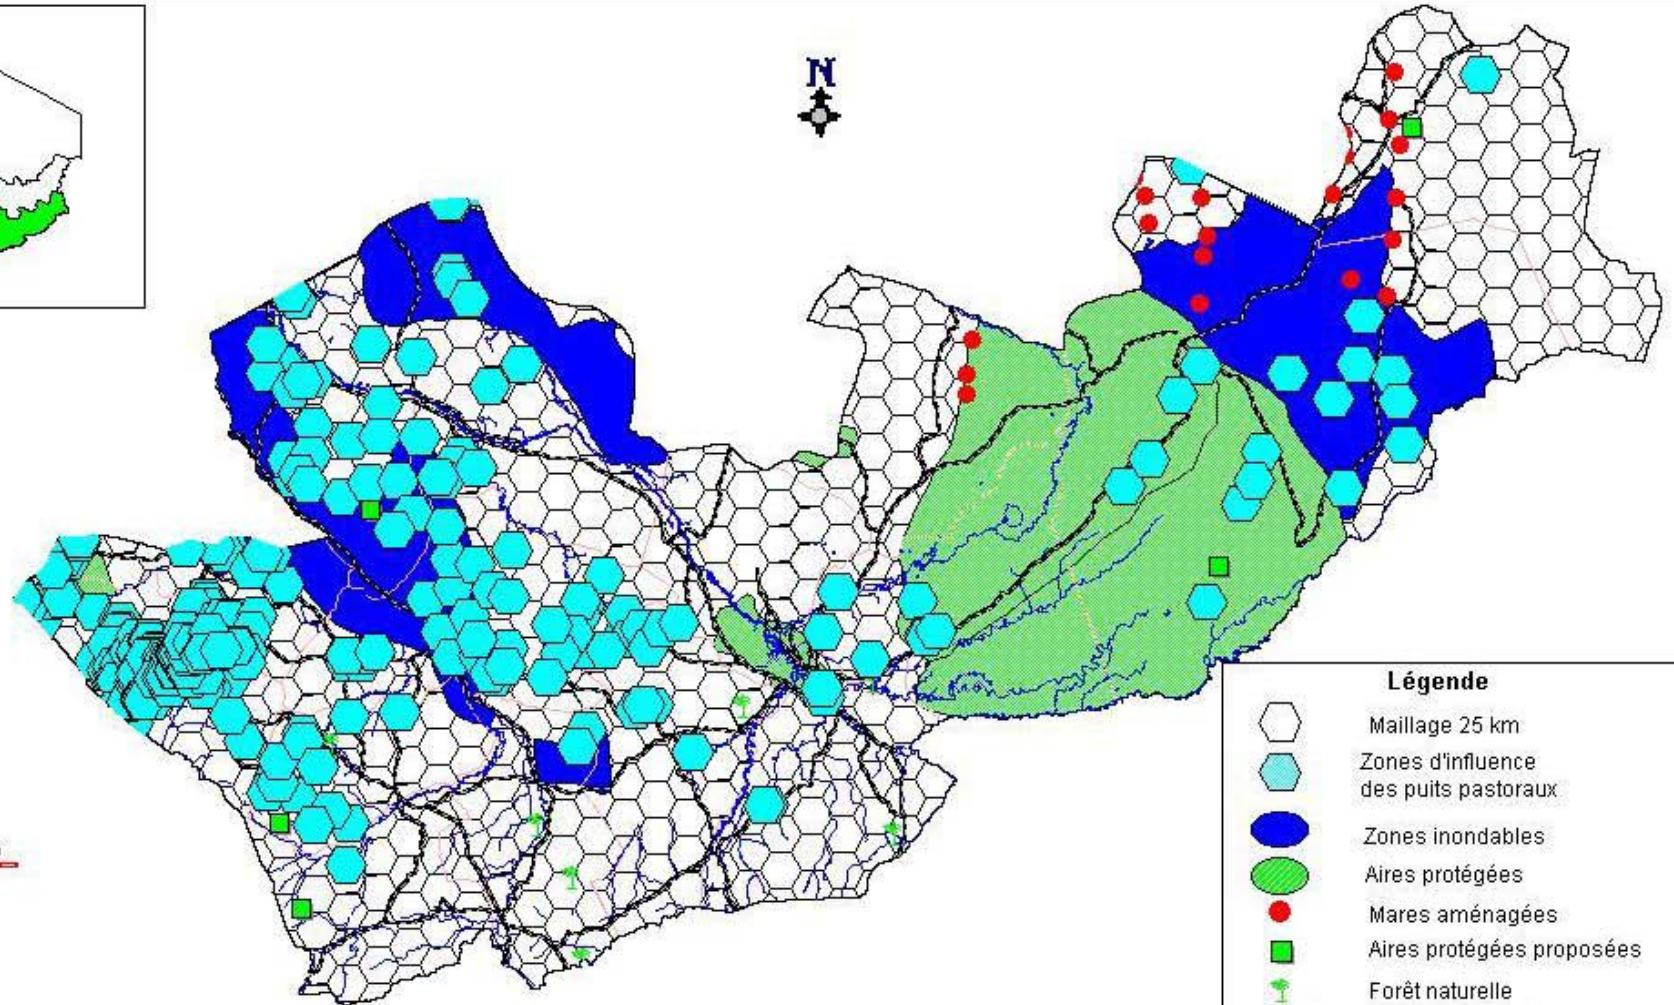 N
Légende
Maillage 25 km
Zones d'influence
des puits pastoraux
Zones inondables
Aires protégées
Mares aménagées
Aires protégées proposées
Forêt naturelle